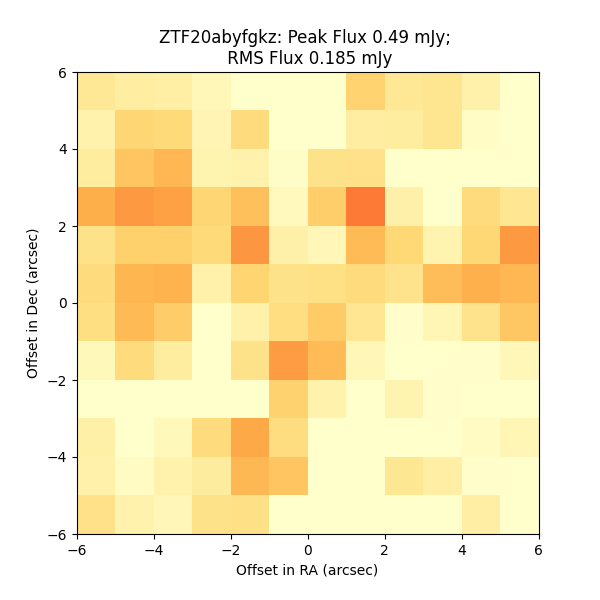 ZTF20abyfgkz: Peak Flux 0.49 mJy;
RMS Flux 0.185 mJy
6
4
2
0
−2
−4
−6
Offset in Dec (arcsec)
−6 −4 −2 0 2 4 6
Offset in RA (arcsec)